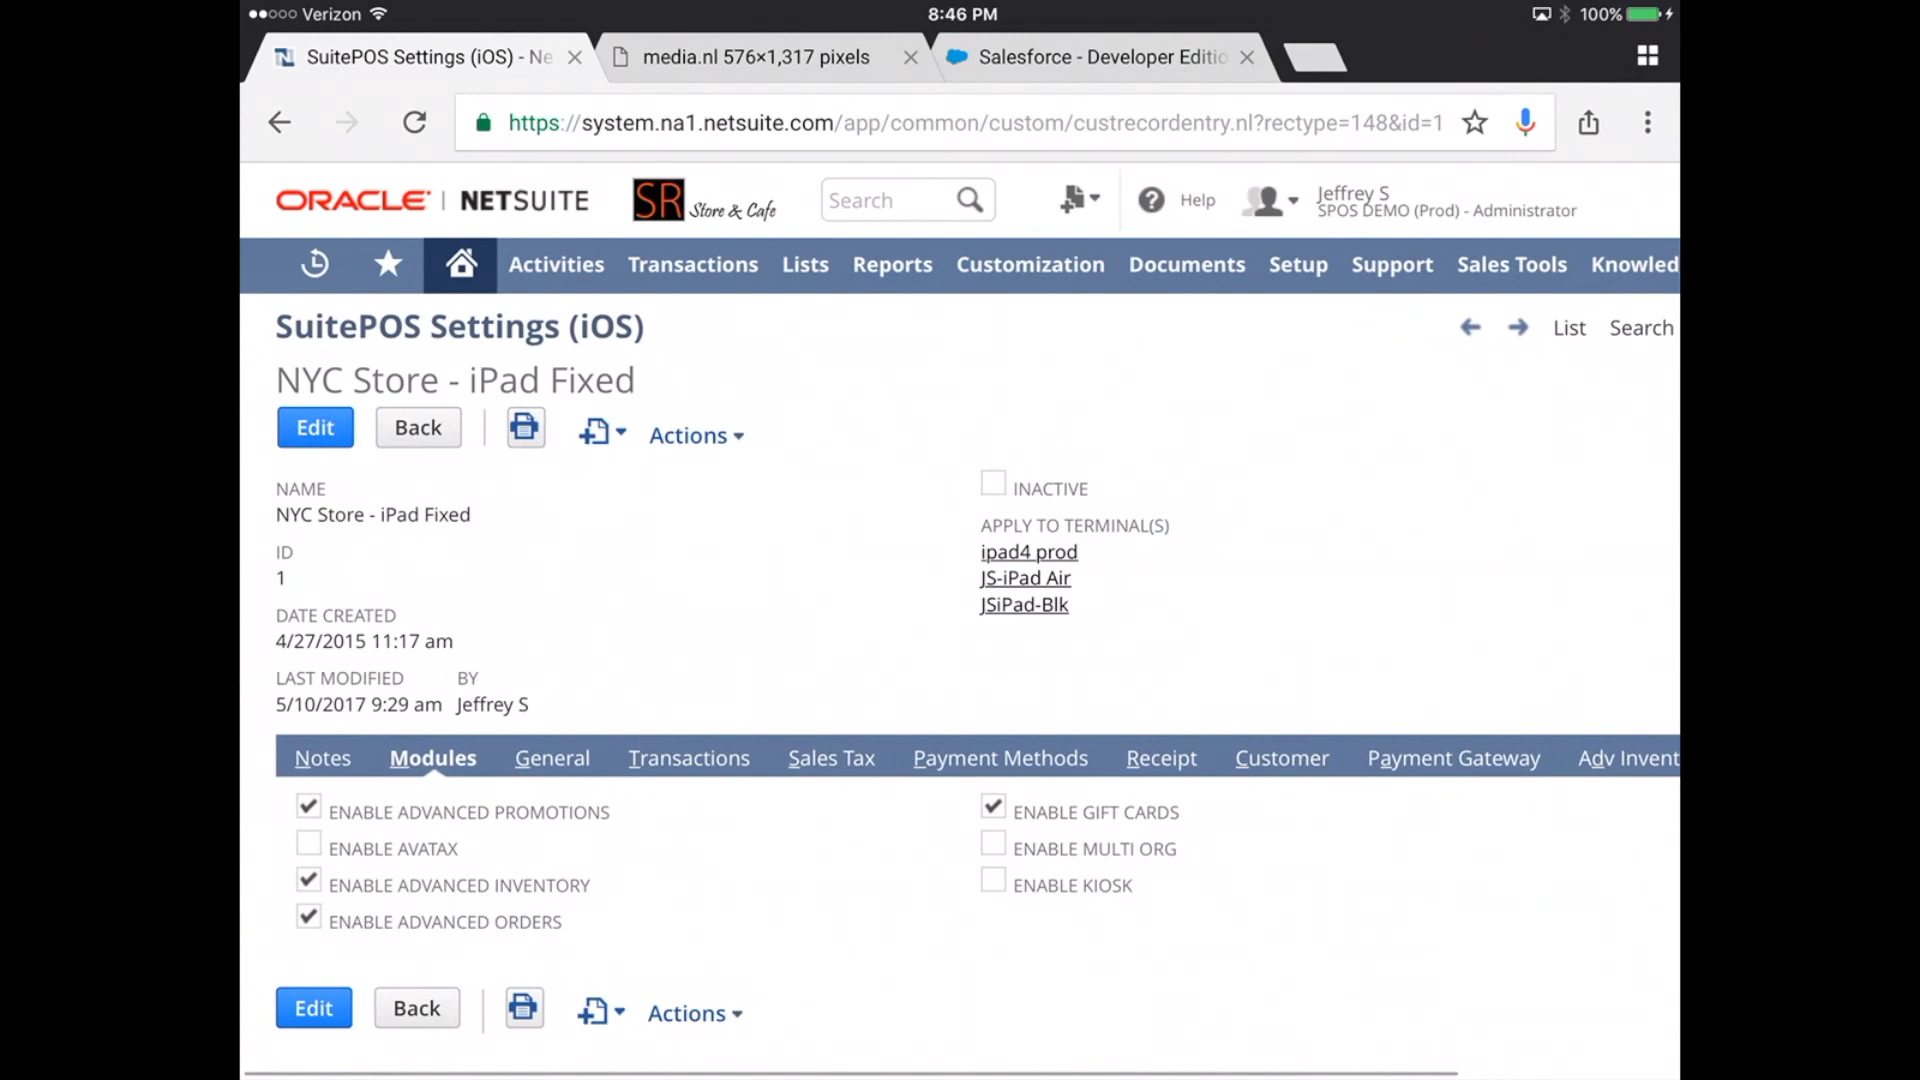 Verizon 8:46 PM 100%
SuitePOS Settings (iOS) - Ne media.nl 576×1,317 pixels Salesforce - Developer Editio
https://system.na1.netsuite.com/app/common/custom/custrecordentry.nl?rectype=148&id=1
ORACLE | NETSUITE SR Store & Cafe Search Help Jeffrey S
SPOS DEMO (Prod) - Administrator
Activities Transactions Lists Reports Customization Documents Setup Support Sales Tools Knowled
SuitePOS Settings (iOS) List Search
NYC Store - iPad Fixed
Edit Back Actions
NAME INACTIVE
NYC Store - iPad Fixed APPLY TO TERMINAL(S)
ID ipad4 prod
1 JS-iPad Air
JSiPad-Blk
DATE CREATED
4/27/2015 11:17 am
LAST MODIFIED BY
5/10/2017 9:29 am Jeffrey S
Notes Modules General Transactions Sales Tax Payment Methods Receipt Customer Payment Gateway Adv Invent
ENABLE ADVANCED PROMOTIONS ENABLE GIFT CARDS
ENABLE AVATAX ENABLE MULTI ORG
ENABLE ADVANCED INVENTORY ENABLE KIOSK
ENABLE ADVANCED ORDERS
Edit Back Actions